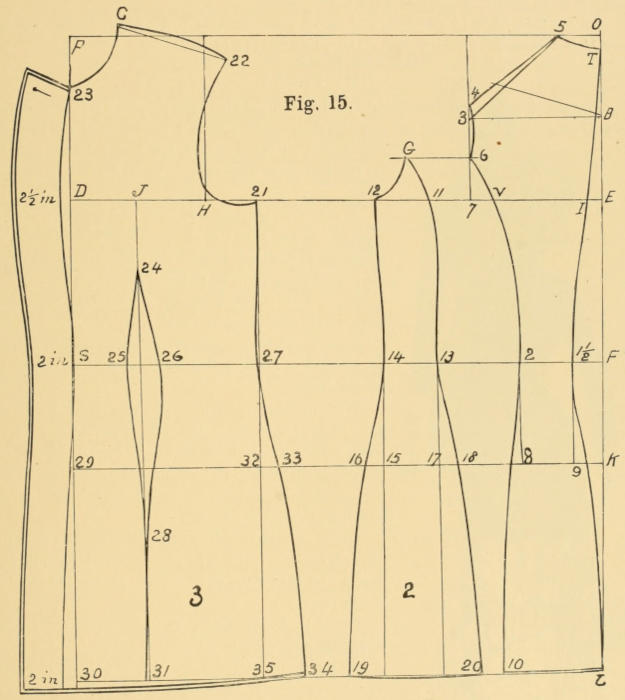 C
5 O
P
22
T
23
Fig. 15.
4
3 B
G
6
2½ in D J H 21 12 11 7 V I E
24
2 in S 25 26 27 14 13 2 1½ F
29 32 33 16 15 17 18 8 9 K
28
3 2
2 in 30 31 35 34 19 20 10 L